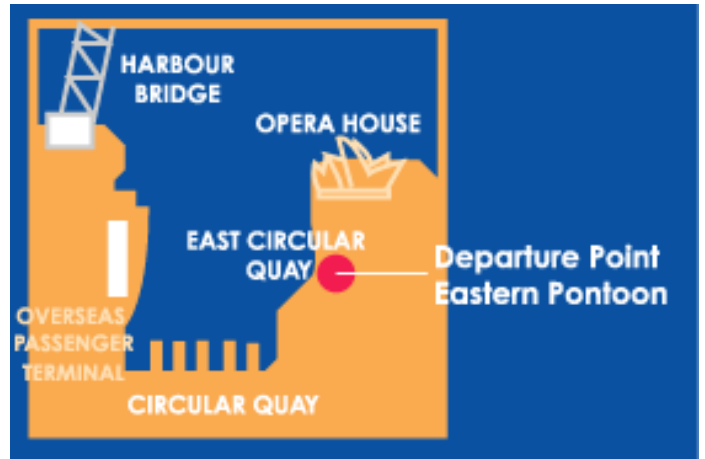 HARBOUR
BRIDGE
OPERA HOUSE
EAST CIRCULAR
QUAY
Departure Point
Eastern Pontoon
OVERSEAS
PASSENGER
TERMINAL
CIRCULAR QUAY